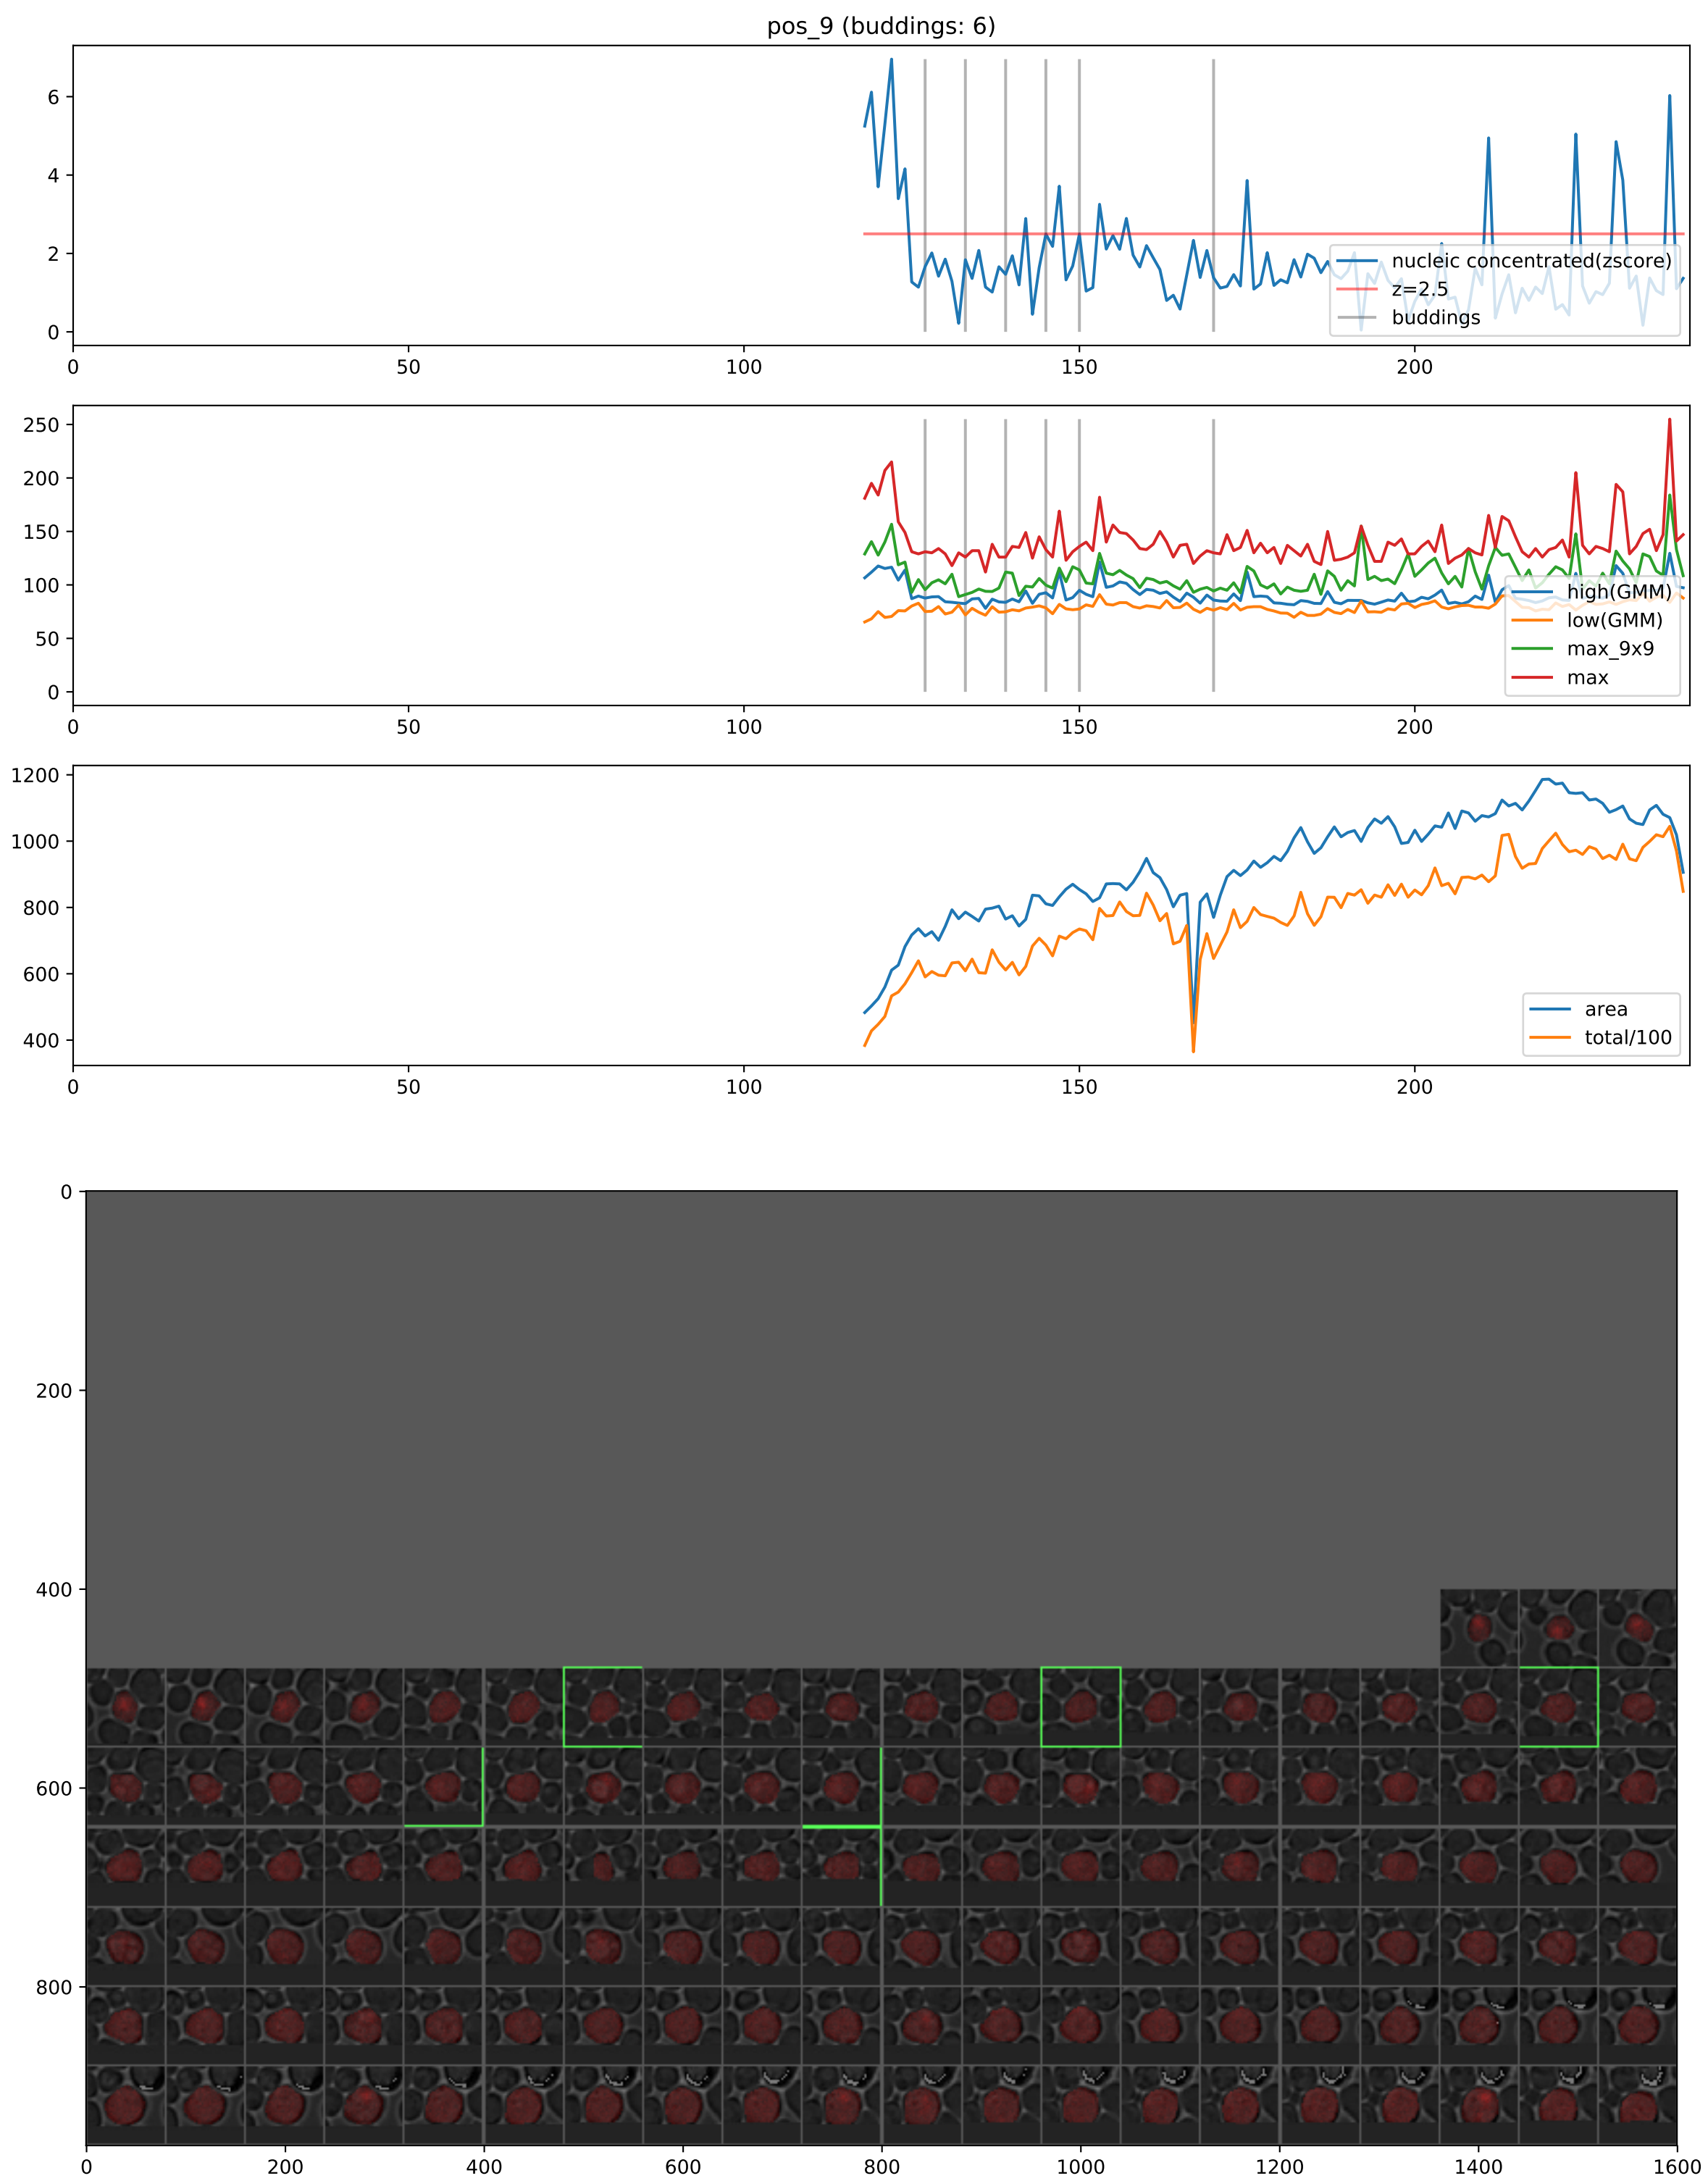 pos_9 (buddings: 6)
6
4
2
0
nucleic concentrated(zscore)
z=2.5
buddings
0 50 100 150 200
250
200
150
100
50
0
high(GMM)
low(GMM)
max_9x9
max
0 50 100 150 200
1200
1000
800
600
400
area
total/100
0 50 100 150 200
0
200
400
600
800
0 200 400 600 800 1000 1200 1400 1600